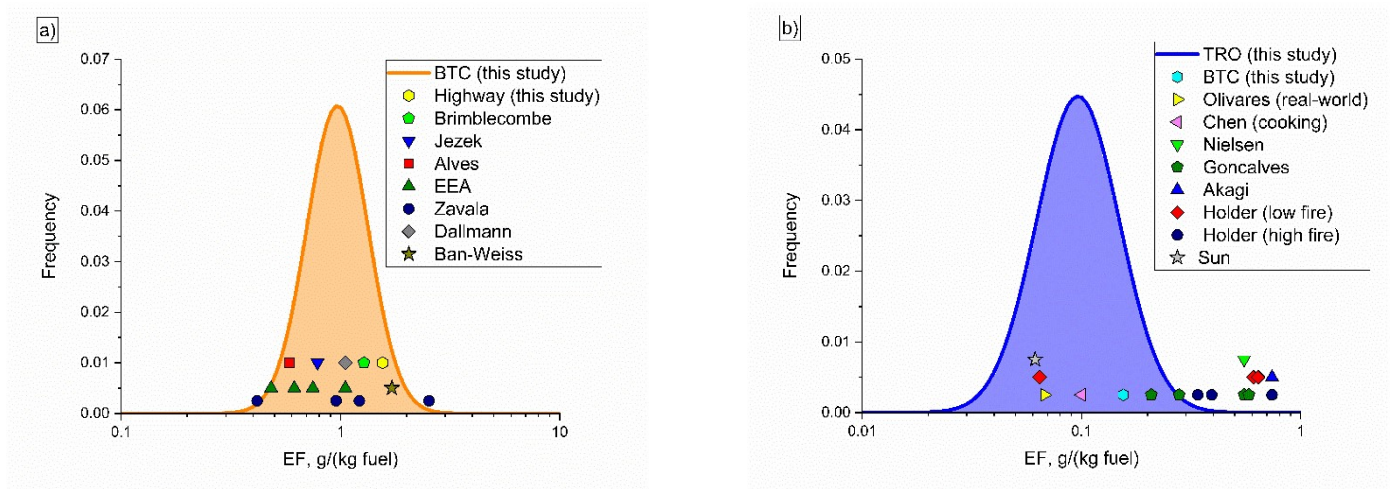 a)
0.07
0.06
0.05
0.04
0.03
0.02
0.01
0.00
Frequency
0.1
1
10
EF, g/(kg fuel)
BTC (this study)
Highway (this study)
Brimblecombe
Jezek
Alves
EEA
Zavala
Dallmann
Ban-Weiss
b)
0.05
0.04
0.03
0.02
0.01
0.00
Frequency
0.01
0.1
1
EF, g/(kg fuel)
TRO (this study)
BTC (this study)
Olivares (real-world)
Chen (cooking)
Nielsen
Goncalves
Akagi
Holder (low fire)
Holder (high fire)
Sun